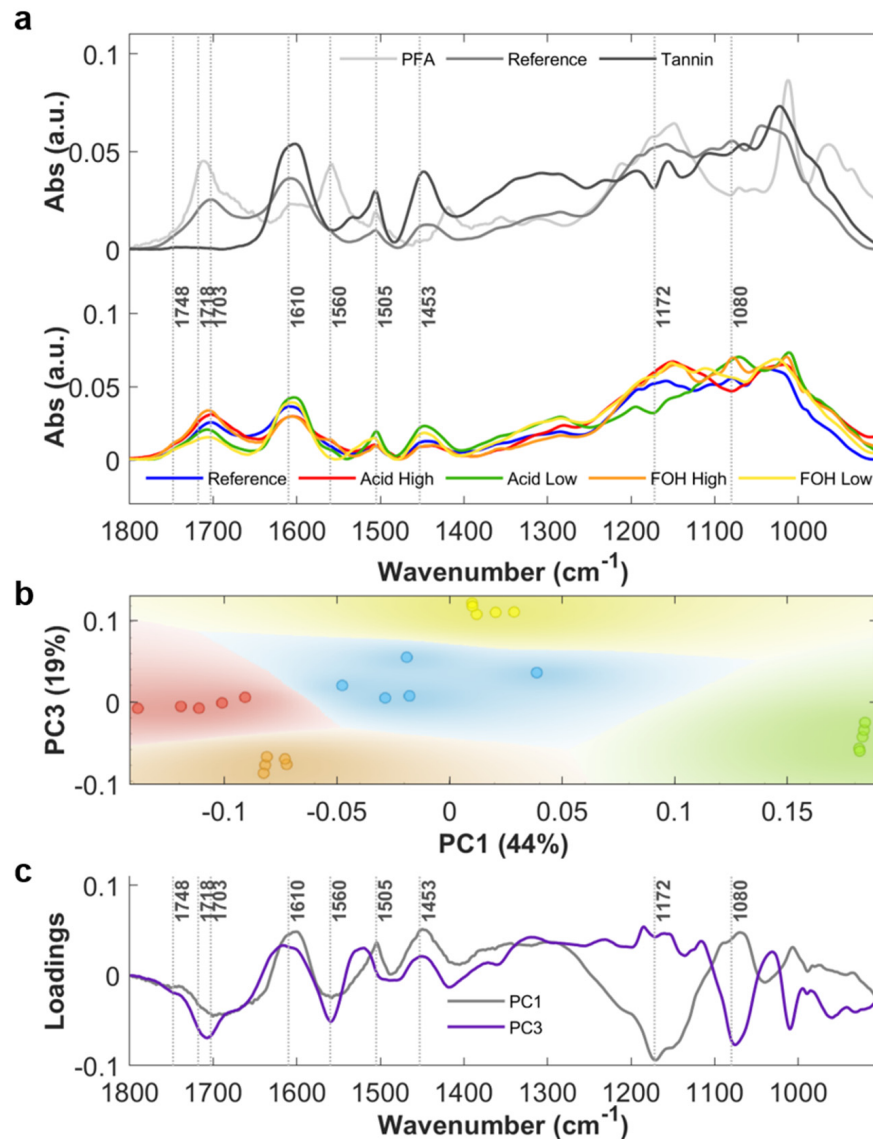 a
0.1
0.05
0
Abs (a.u.)
PFA Reference Tannin
1748 1718 1703 1610 1560 1505 1453 1172 1080
0.1
0.05
0
Abs (a.u.)
Reference Acid High Acid Low FOH High FOH Low
1800 1700 1600 1500 1400 1300 1200 1100 1000
Wavenumber (cm⁻¹)
b
0.1
0
-0.1
PC3 (19%)
-0.1 -0.05 0 0.05 0.1 0.15
PC1 (44%)
c
0.1
0
-0.1
Loadings
1748 1718 1703 1610 1560 1505 1453 1172 1080
PC1
PC3
1800 1700 1600 1500 1400 1300 1200 1100 1000
Wavenumber (cm⁻¹)